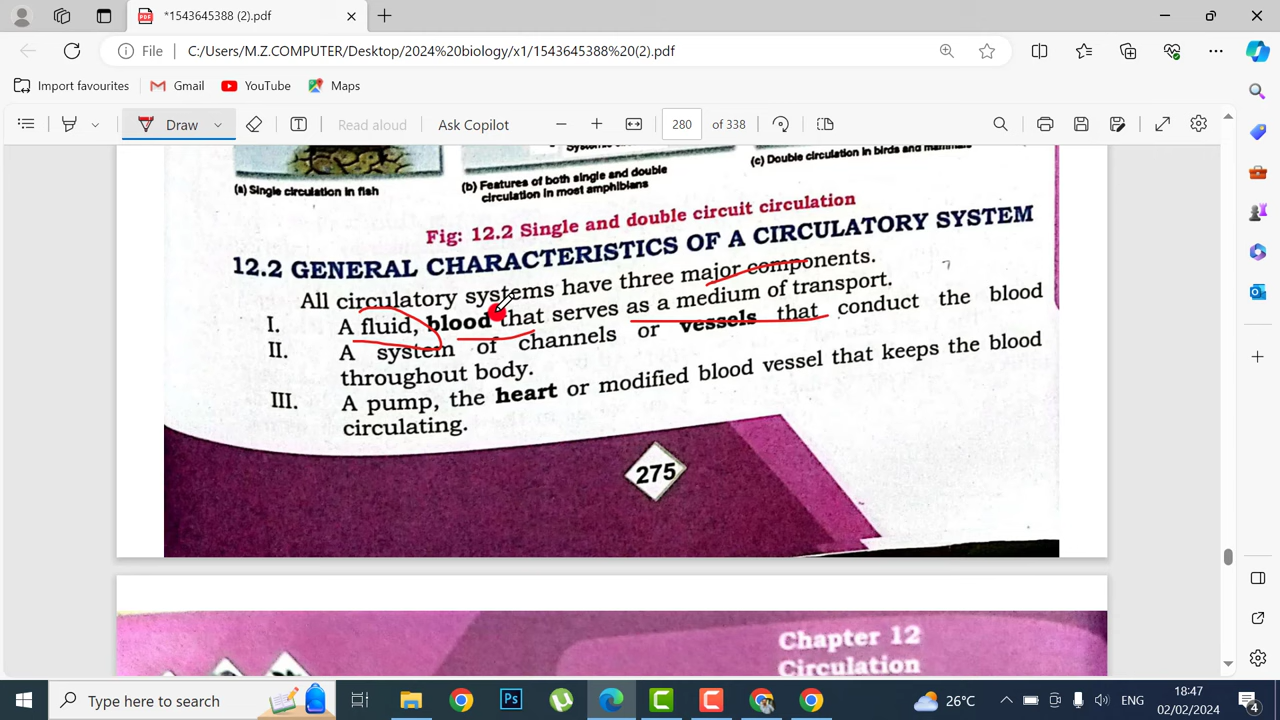 *1543645388 (2).pdf
File C:/Users/M.Z.COMPUTER/Desktop/2024%20biology/x1/1543645388%20(2).pdf
Import favourites Gmail YouTube Maps
Draw Read aloud Ask Copilot 280 of 338
(a) Single circulation in fish
(b) Features of both single and double
circulation in most amphibians
(c) Double circulation in birds and mammals
Fig: 12.2 Single and double circuit circulation
12.2 GENERAL CHARACTERISTICS OF A CIRCULATORY SYSTEM
All circulatory systems have three major components.
I. A fluid, blood that serves as a medium of transport.
II. A system of channels or vessels that conduct the blood
throughout body.
III. A pump, the heart or modified blood vessel that keeps the blood
circulating.
275
Chapter 12
Circulation
Type here to search
Ps
26°C
ENG
18:47
02/02/2024
4